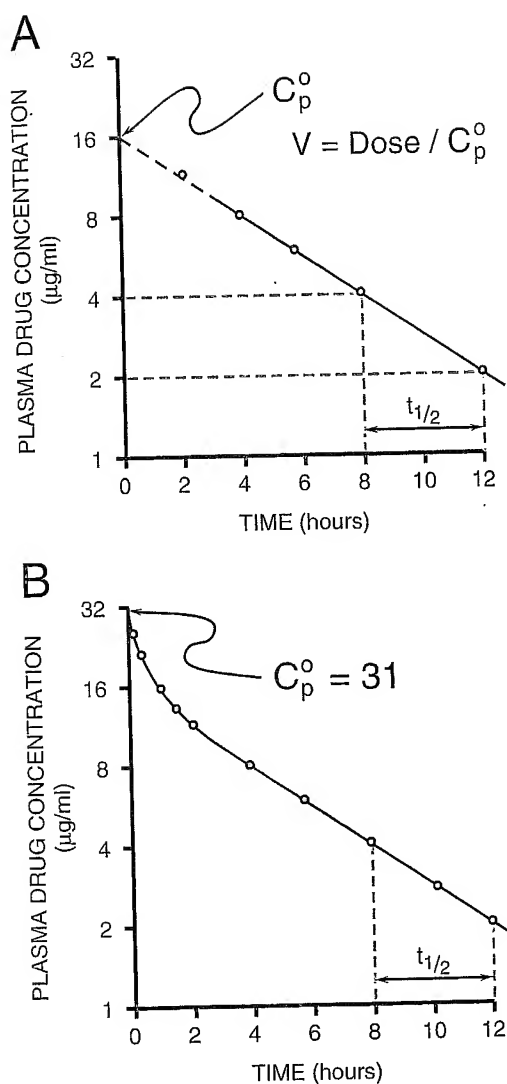 A
PLASMA DRUG CONCENTRATION
(µg/ml)
32
16
8
4
2
1
C°p
V = Dose / C°p
t1/2
0 2 4 6 8 10 12
TIME (hours)
B
PLASMA DRUG CONCENTRATION
(µg/ml)
32
16
8
4
2
1
C°p = 31
t1/2
0 2 4 6 8 10 12
TIME (hours)